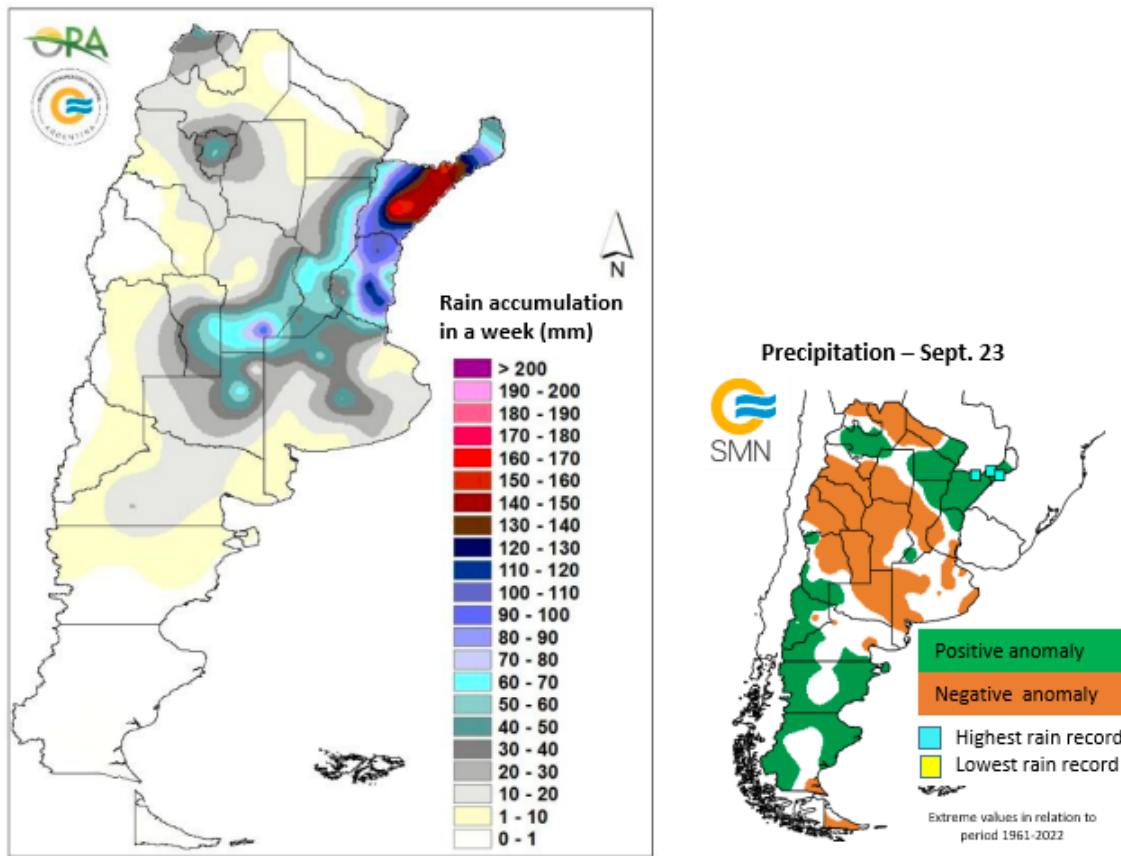 ORA
ARGENTINA
N
Rain accumulation
in a week (mm)
> 200
190 - 200
180 - 190
170 - 180
160 - 170
150 - 160
140 - 150
130 - 140
120 - 130
110 - 120
100 - 110
90 - 100
80 - 90
70 - 80
60 - 70
50 - 60
40 - 50
30 - 40
20 - 30
10 - 20
1 - 10
0 - 1
Precipitation – Sept. 23
SMN
Positive anomaly
Negative anomaly
Highest rain record
Lowest rain record
Extreme values in relation to
period 1961-2022